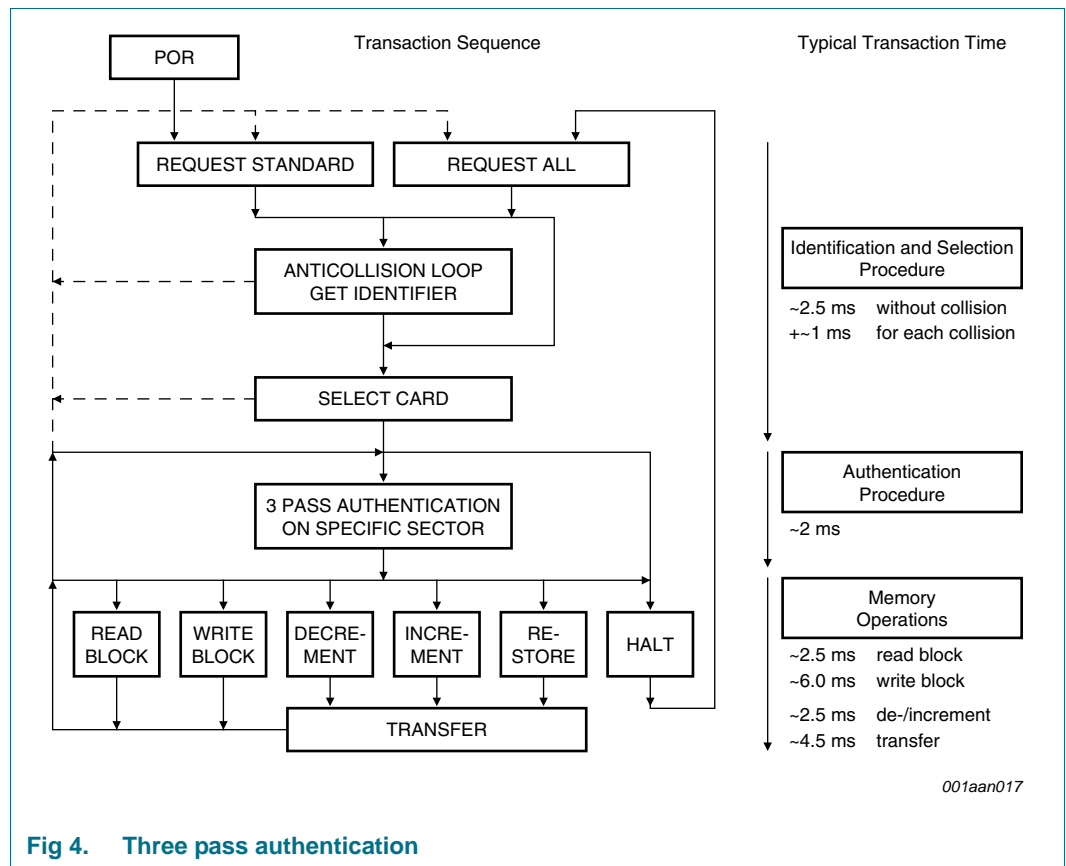 Transaction Sequence
Typical Transaction Time
POR
REQUEST STANDARD
REQUEST ALL
ANTICOLLISION LOOP
GET IDENTIFIER
SELECT CARD
3 PASS AUTHENTICATION
ON SPECIFIC SECTOR
READ
BLOCK
WRITE
BLOCK
DECRE-
MENT
INCRE-
MENT
RE-
STORE
HALT
TRANSFER
Identification and Selection
Procedure
~2.5 ms without collision
+~1 ms for each collision
Authentication
Procedure
~2 ms
Memory
Operations
~2.5 ms read block
~6.0 ms write block
~2.5 ms de-/increment
~4.5 ms transfer
001aan017
Fig 4. Three pass authentication